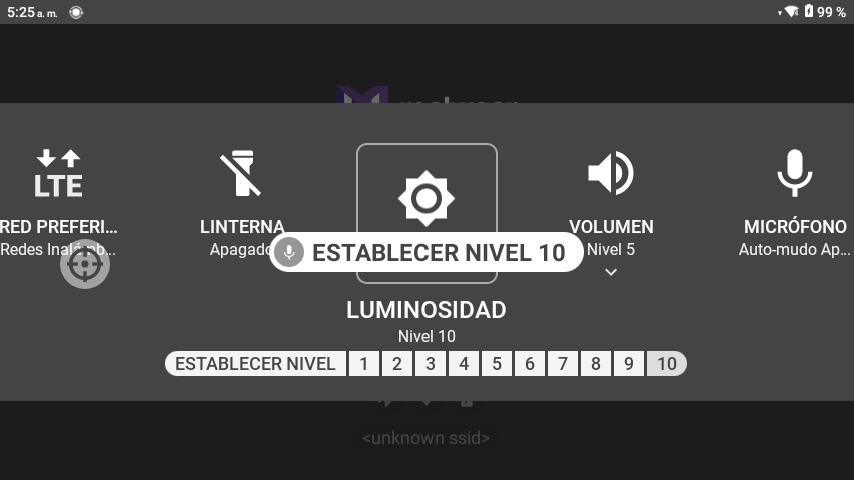 5:25 a. m.
99 %
LTE
RED PREFERI...
Redes Inalámb...
LINTERNA
Apagado
ESTABLECER NIVEL 10
VOLUMEN
Nivel 5
MICRÓFONO
Auto-mudo Ap...
LUMINOSIDAD
Nivel 10
ESTABLECER NIVEL 1 2 3 4 5 6 7 8 9 10
<unknown ssid>